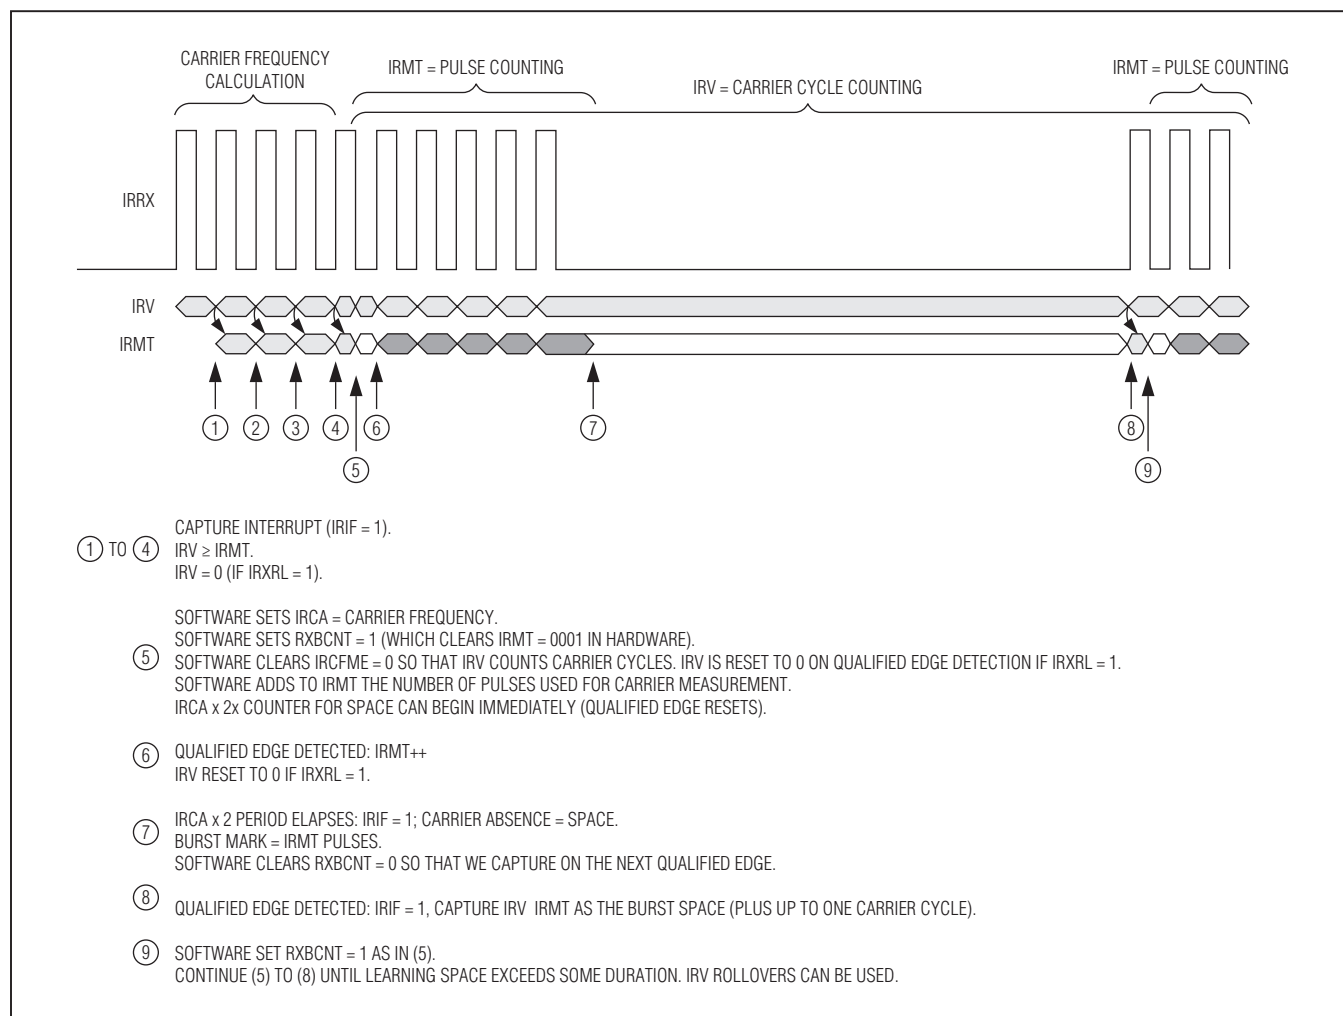 CARRIER FREQUENCY
CALCULATION
IRMT = PULSE COUNTING
IRV = CARRIER CYCLE COUNTING
IRMT = PULSE COUNTING
IRRX
IRV
IRMT
1 2 3 4 6 7 8
5 9
1 TO 4
CAPTURE INTERRUPT (IRIF = 1).
IRV ≥ IRMT.
IRV = 0 (IF IRXRL = 1).
5
SOFTWARE SETS IRCA = CARRIER FREQUENCY.
SOFTWARE SETS RXBCNT = 1 (WHICH CLEARS IRMT = 0001 IN HARDWARE).
SOFTWARE CLEARS IRCFME = 0 SO THAT IRV COUNTS CARRIER CYCLES. IRV IS RESET TO 0 ON QUALIFIED EDGE DETECTION IF IRXRL = 1.
SOFTWARE ADDS TO IRMT THE NUMBER OF PULSES USED FOR CARRIER MEASUREMENT.
IRCA x 2x COUNTER FOR SPACE CAN BEGIN IMMEDIATELY (QUALIFIED EDGE RESETS).
6
QUALIFIED EDGE DETECTED: IRMT++
IRV RESET TO 0 IF IRXRL = 1.
7
IRCA x 2 PERIOD ELAPSES: IRIF = 1; CARRIER ABSENCE = SPACE.
BURST MARK = IRMT PULSES.
SOFTWARE CLEARS RXBCNT = 0 SO THAT WE CAPTURE ON THE NEXT QUALIFIED EDGE.
8
QUALIFIED EDGE DETECTED: IRIF = 1, CAPTURE IRV IRMT AS THE BURST SPACE (PLUS UP TO ONE CARRIER CYCLE).
9
SOFTWARE SET RXBCNT = 1 AS IN (5).
CONTINUE (5) TO (8) UNTIL LEARNING SPACE EXCEEDS SOME DURATION. IRV ROLLOVERS CAN BE USED.